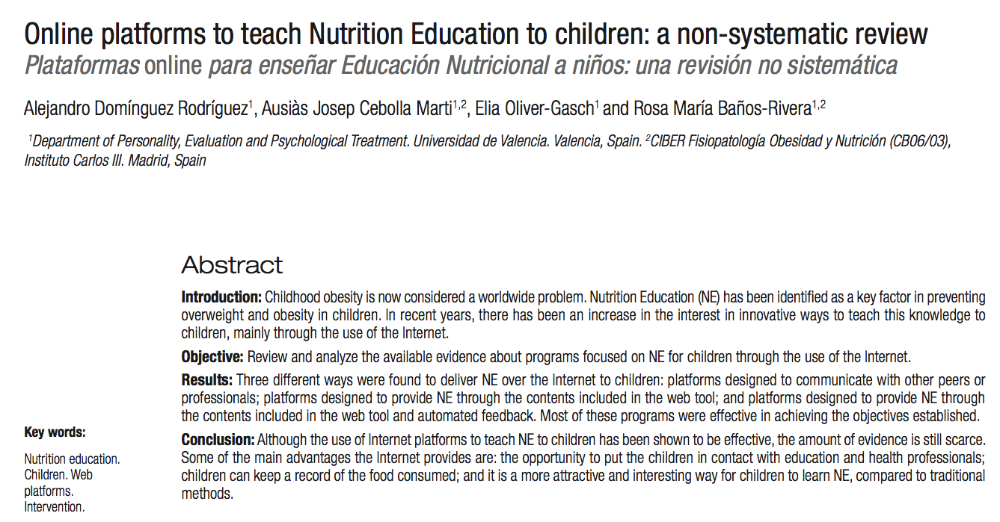 Online platforms to teach Nutrition Education to children: a non-systematic review
Plataformas online para enseñar Educación Nutricional a niños: una revisión no sistemática
Alejandro Domínguez Rodríguez1, Ausiàs Josep Cebolla Marti1,2, Elia Oliver-Gasch1 and Rosa María Baños-Rivera1,2
1Department of Personality, Evaluation and Psychological Treatment. Universidad de Valencia. Valencia, Spain. 2CIBER Fisiopatología Obesidad y Nutrición (CB06/03),
Instituto Carlos III. Madrid, Spain
Abstract
Introduction: Childhood obesity is now considered a worldwide problem. Nutrition Education (NE) has been identified as a key factor in preventing
overweight and obesity in children. In recent years, there has been an increase in the interest in innovative ways to teach this knowledge to
children, mainly through the use of the Internet.
Objective: Review and analyze the available evidence about programs focused on NE for children through the use of the Internet.
Results: Three different ways were found to deliver NE over the Internet to children: platforms designed to communicate with other peers or
professionals; platforms designed to provide NE through the contents included in the web tool; and platforms designed to provide NE through
the contents included in the web tool and automated feedback. Most of these programs were effective in achieving the objectives established.
Conclusion: Although the use of Internet platforms to teach NE to children has been shown to be effective, the amount of evidence is still scarce.
Some of the main advantages the Internet provides are: the opportunity to put the children in contact with education and health professionals;
children can keep a record of the food consumed; and it is a more attractive and interesting way for children to learn NE, compared to traditional
methods.
Key words:
Nutrition education.
Children. Web
platforms.
Intervention.